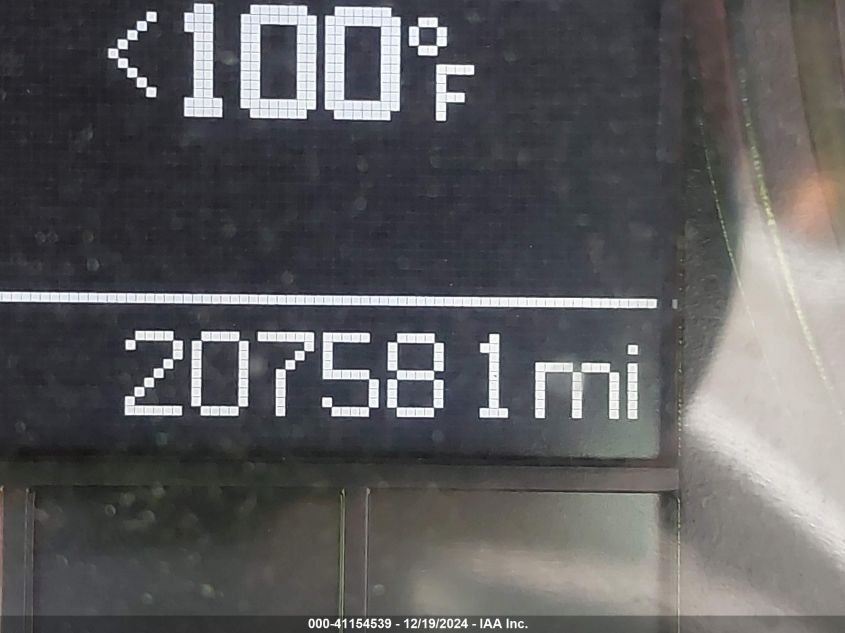 <100°F
207581mi
000-41154539 - 12/19/2024 - IAA Inc.